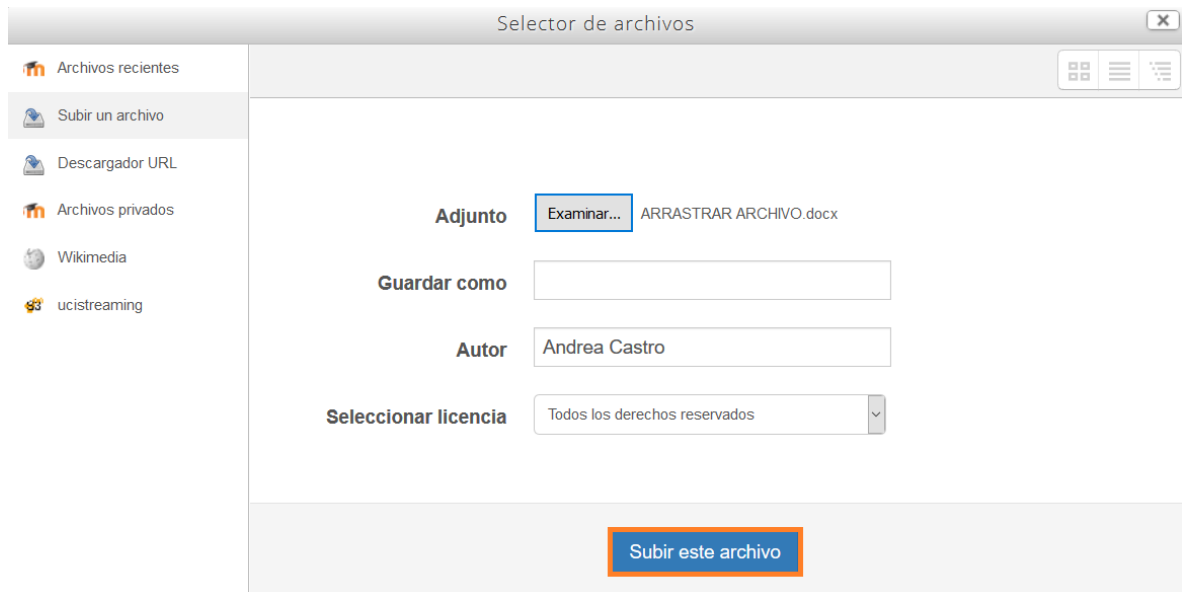 Selector de archivos
Archivos recientes
Subir un archivo
Descargador URL
Archivos privados
Wikimedia
ucistreaming
Adjunto Examinar... ARRASTRAR ARCHIVO.docx
Guardar como
Autor Andrea Castro
Seleccionar licencia Todos los derechos reservados
Subir este archivo